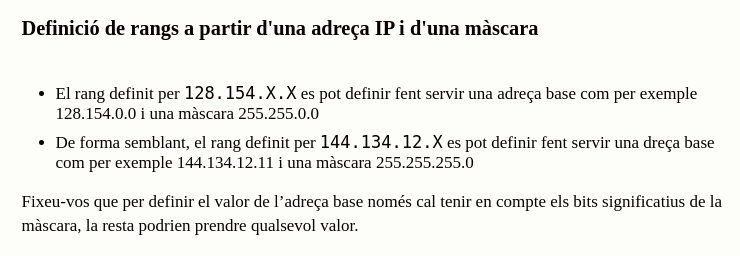 Definició de rangs a partir d'una adreça IP i d'una màscara
• El rang definit per 128.154.X.X es pot definir fent servir una adreça base com per exemple
128.154.0.0 i una màscara 255.255.0.0
• De forma semblant, el rang definit per 144.134.12.X es pot definir fent servir una dreça base
com per exemple 144.134.12.11 i una màscara 255.255.255.0
Fixeu-vos que per definir el valor de l’adreça base només cal tenir en compte els bits significatius de la
màscara, la resta podrien prendre qualsevol valor.